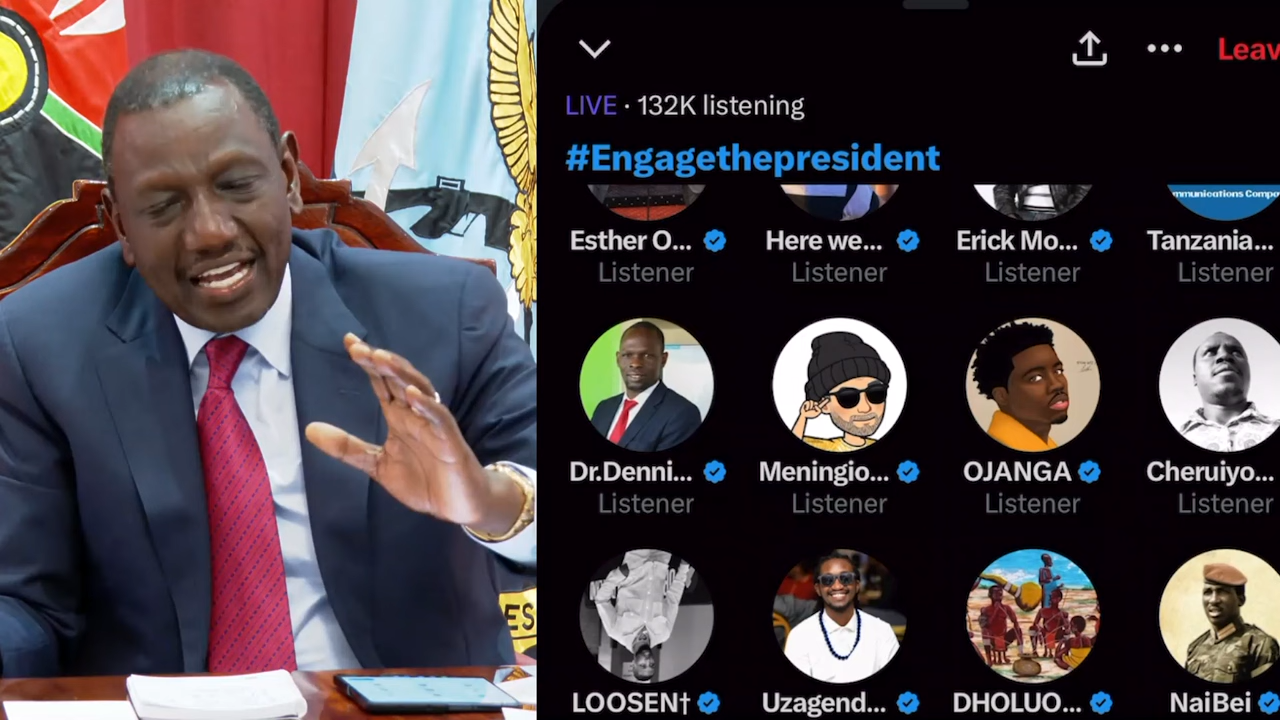 LIVE · 132K listening
#Engagethepresident
Esther O... Here we... Erick Mo... Tanzania...
Listener Listener Listener Listener
Dr.Denni... Meningio... OJANGA Cheruiyo...
Listener Listener Listener Listener
LOOSEN† Uzagend... DHOLUO... NaiBei